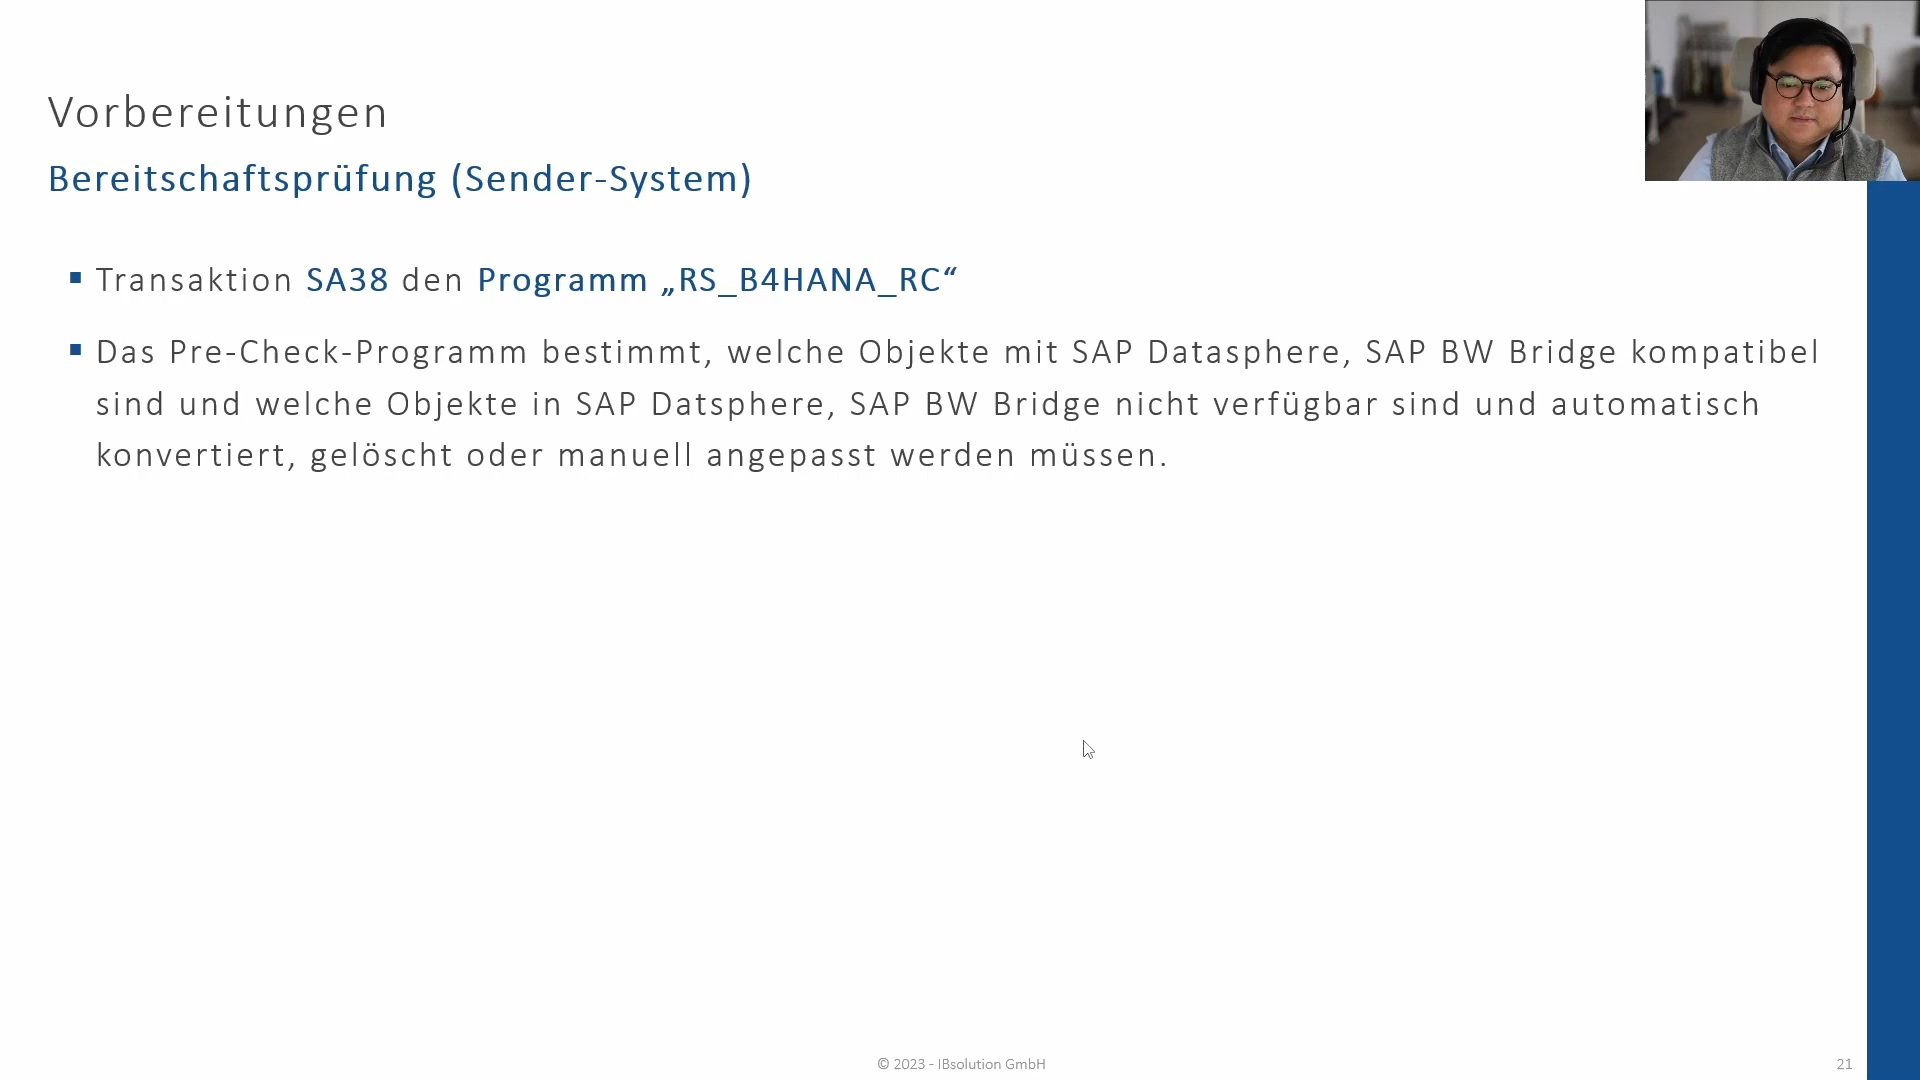 Vorbereitungen
Bereitschaftsprüfung (Sender-System)
Transaktion SA38 den Programm „RS_B4HANA_RC“
Das Pre-Check-Programm bestimmt, welche Objekte mit SAP Datasphere, SAP BW Bridge kompatibel
sind und welche Objekte in SAP Datsphere, SAP BW Bridge nicht verfügbar sind und automatisch
konvertiert, gelöscht oder manuell angepasst werden müssen.
© 2023 - IBsolution GmbH
21